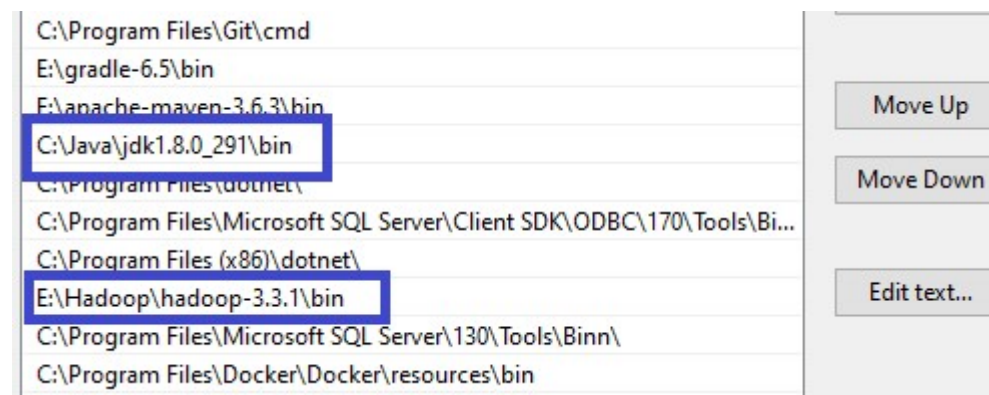 C:\Program Files\Git\cmd
E:\gradle-6.5\bin
E:\apache-maven-3.6.3\bin
C:\Java\jdk1.8.0_291\bin
C:\Program Files\dotnet\
C:\Program Files\Microsoft SQL Server\Client SDK\ODBC\170\Tools\Bi...
C:\Program Files (x86)\dotnet\
E:\Hadoop\hadoop-3.3.1\bin
C:\Program Files\Microsoft SQL Server\130\Tools\Binn\
C:\Program Files\Docker\Docker\resources\bin
Move Up
Move Down
Edit text...